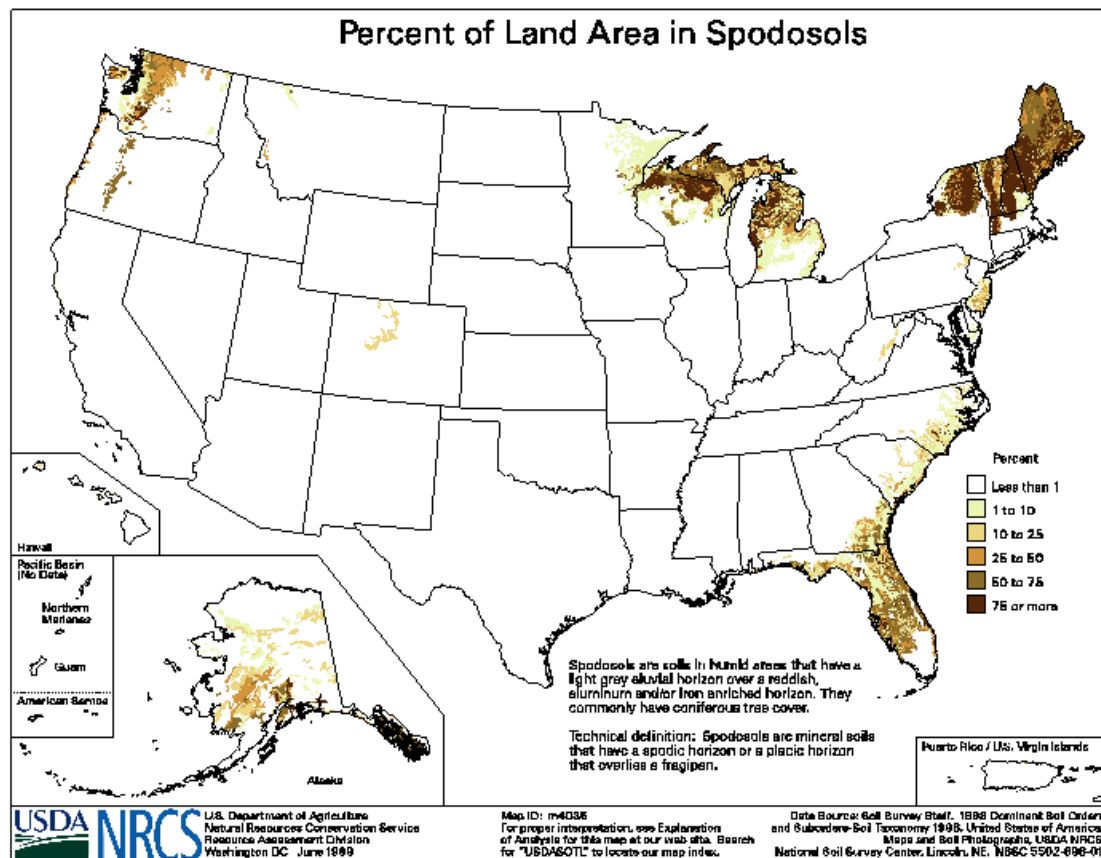 Percent of Land Area in Spodosols
Percent
Less than 1
1 to 10
10 to 25
25 to 50
50 to 75
75 or more
Hawaii
Pacific Basin
(No Data)
Northern
Marianas
Guam
American Samoa
Alaska
Spodosols are soils in humid areas that have a
light gray eluvial horizon over a reddish,
aluminum and/or iron enriched horizon. They
commonly have coniferous tree cover.
Technical definition: Spodosols are mineral soils
that have a spodic horizon or a placic horizon
that overlies a fragipan.
Puerto Rico / U.S. Virgin Islands
USDA
NRCS
U.S. Department of Agriculture
Natural Resources Conservation Service
Resource Assessment Division
Washington DC June 1999
Map ID: m4036
For proper interpretation, see Explanation
of Analysis for this map at our web site. Search
for "USDASOTL" to locate our map index.
Data Source: Soil Survey Staff. 1998 Dominant Soil Orders
and Suborders-Soil Taxonomy 1998, United States of America
Maps and Soil Photographs, USDA NRCS
National Soil Survey Center, Lincoln, NE.